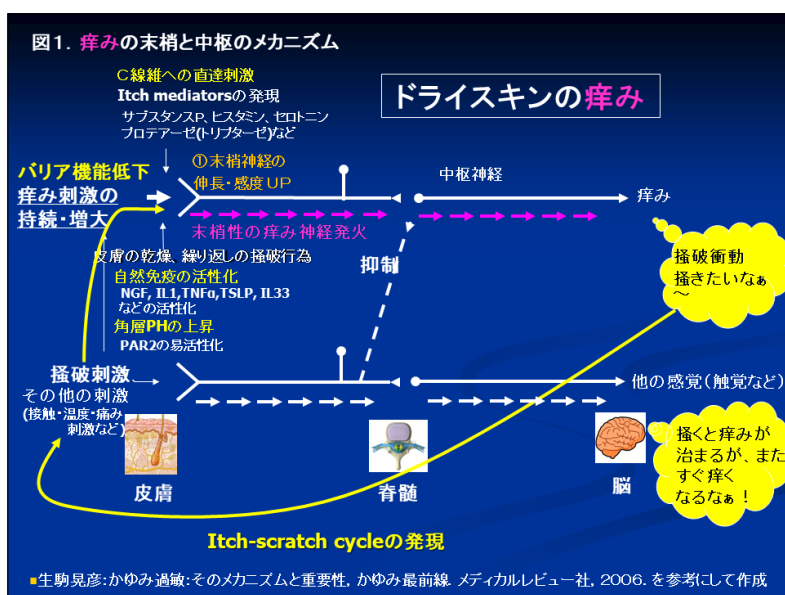 図1. 痒みの末梢と中枢のメカニズム
C線維への直達刺激
Itch mediatorsの発現
サブスタンスP、ヒスタミン、セロトニン
プロテアーゼ(トリプターゼ)など
ドライスキンの痒み
バリア機能低下
痒み刺激の
持続・増大
①末梢神経の
伸長・感度UP
中枢神経
痒み
末梢性の痒み神経発火
皮膚の乾燥、繰り返しの掻破行為
自然免疫の活性化
NGF, IL1,TNFα,TSLP, IL33
などの活性化
角層PHの上昇
PAR2の易活性化
抑制
掻破衝動
掻きたいなぁ
～
掻破刺激
その他の刺激
(接触・温度・痛み
刺激など)
他の感覚(触覚など)
皮膚
脊髄
脳
掻くと痒みが
治まるが、また
すぐ痒く
なるなぁ！
Itch-scratch cycleの発現
■生駒晃彦:かゆみ過敏:そのメカニズムと重要性, かゆみ最前線. メディカルレビュー社, 2006. を参考にして作成